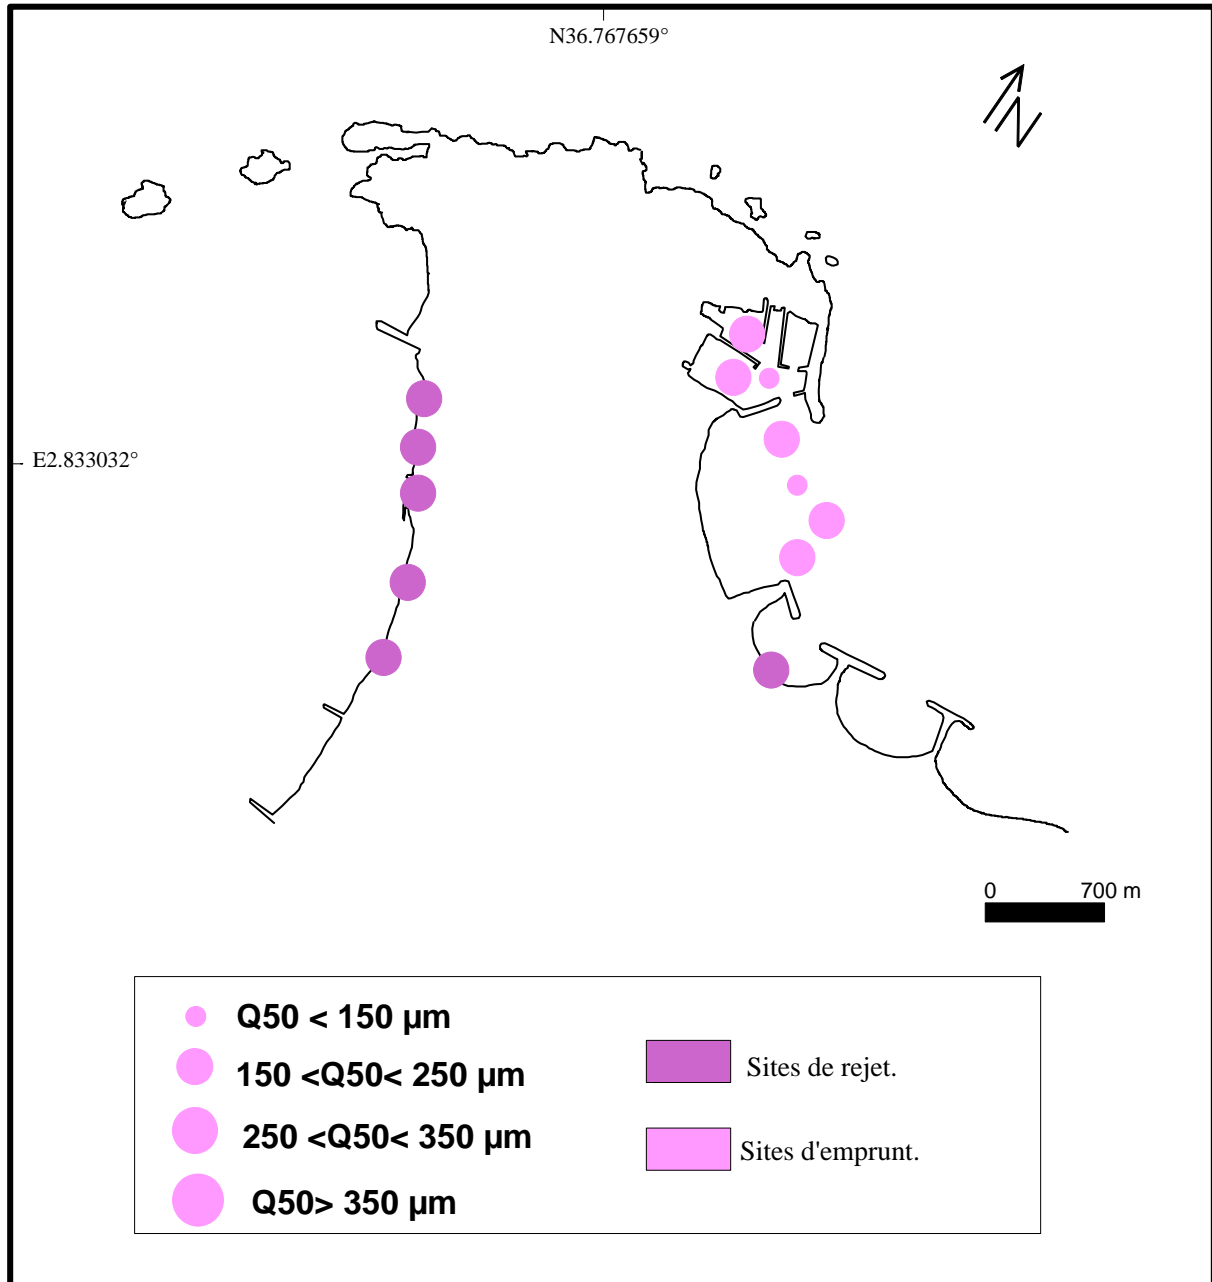 N36.767659°
N
E2.833032°
0 700 m
Q50 < 150 µm
150 <Q50< 250 µm
250 <Q50< 350 µm
Q50> 350 µm
Sites de rejet.
Sites d'emprunt.